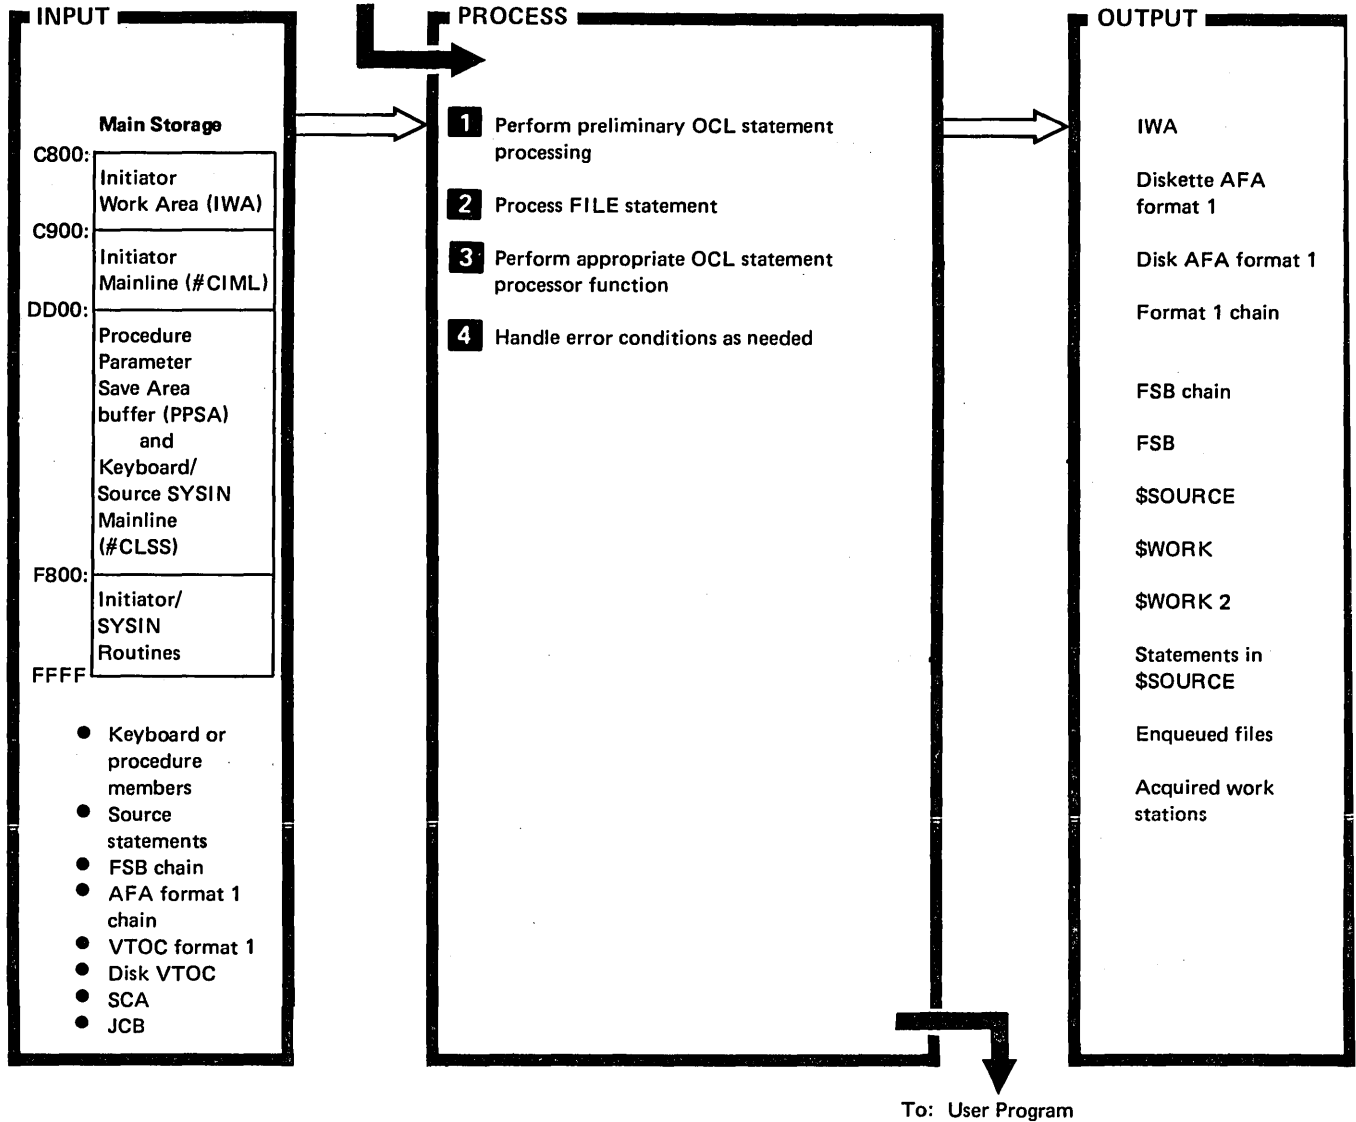 INPUT
Main Storage
C800:
Initiator
Work Area (IWA)
C900:
Initiator
Mainline (#CIML)
DD00:
Procedure
Parameter
Save Area
buffer (PPSA)
and
Keyboard/
Source SYSIN
Mainline
(#CLSS)
F800:
Initiator/
SYSIN
Routines
FFFF
● Keyboard or
procedure
members
● Source
statements
● FSB chain
● AFA format 1
chain
● VTOC format 1
● Disk VTOC
● SCA
● JCB
PROCESS
1 Perform preliminary OCL statement
processing
2 Process FILE statement
3 Perform appropriate OCL statement
processor function
4 Handle error conditions as needed
To: User Program
OUTPUT
IWA
Diskette AFA
format 1
Disk AFA format 1
Format 1 chain
FSB chain
FSB
$SOURCE
$WORK
$WORK 2
Statements in
$SOURCE
Enqueued files
Acquired work
stations